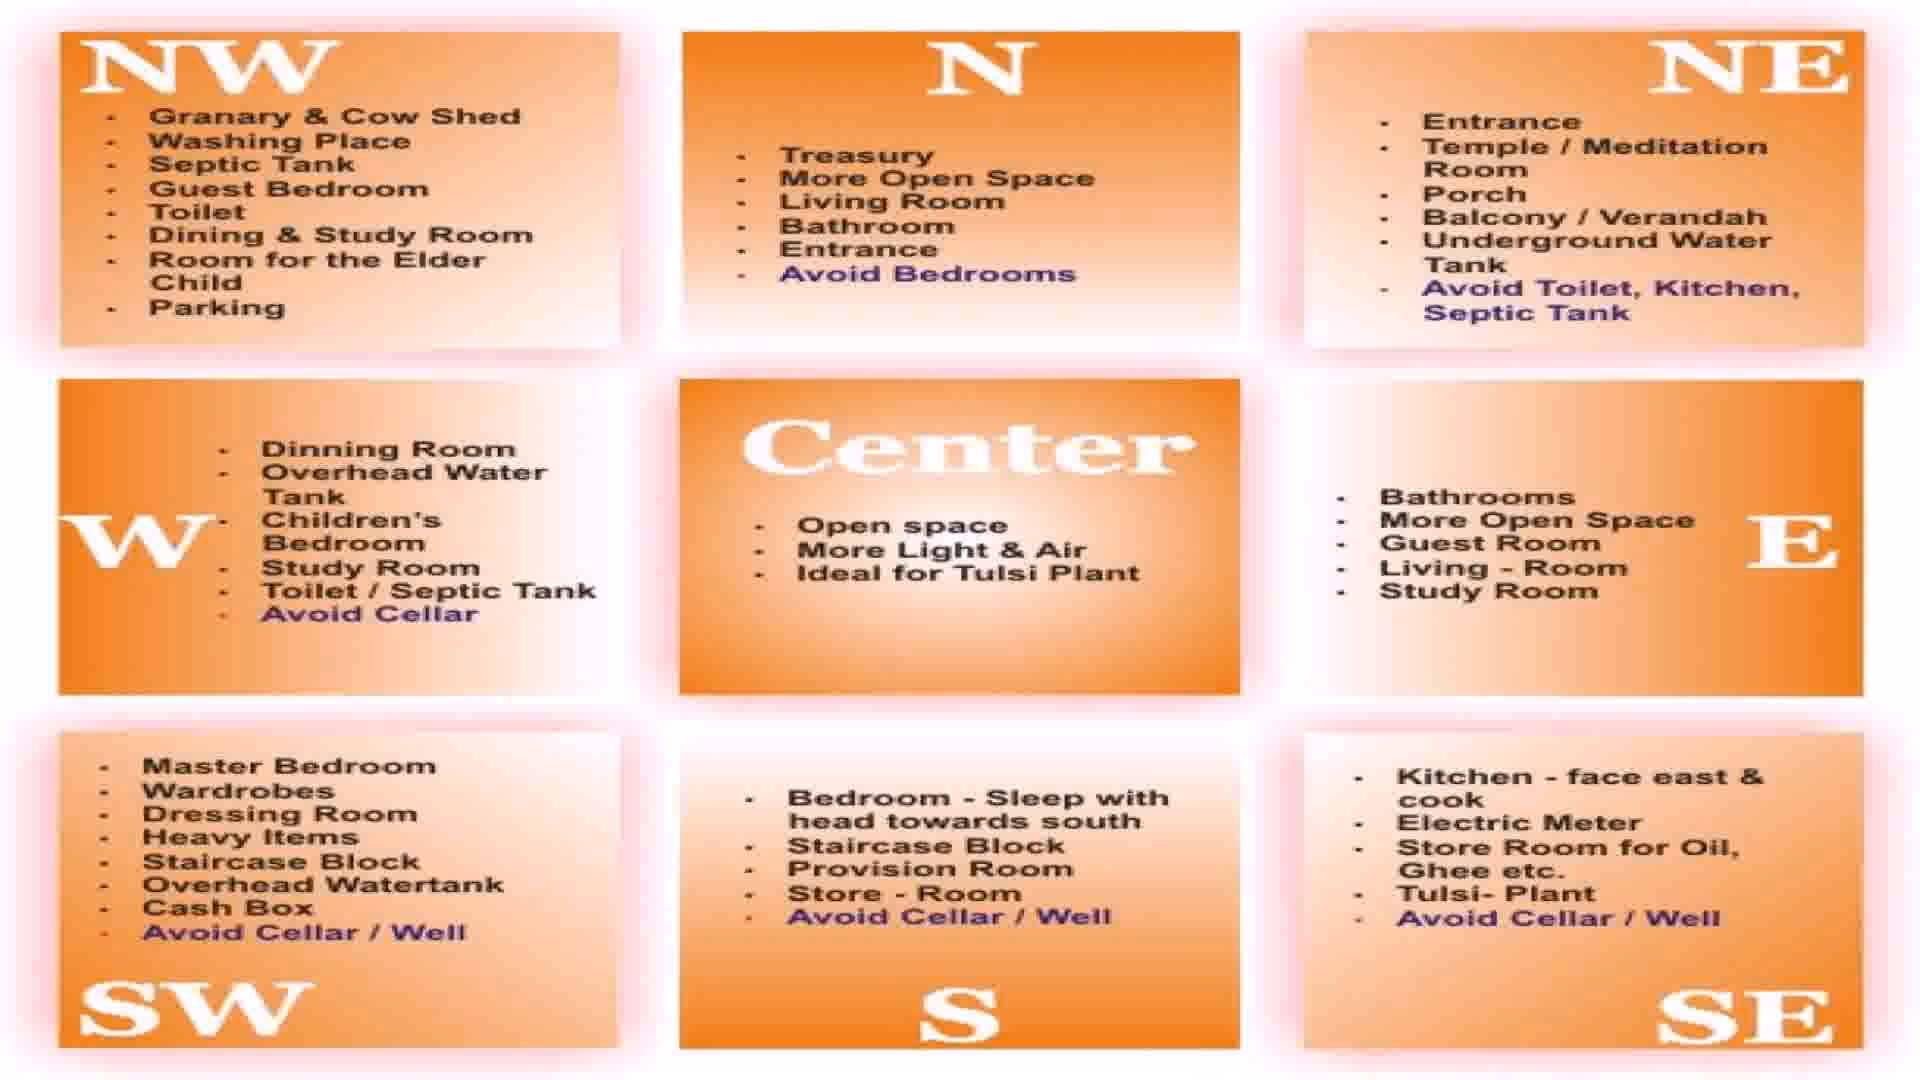 NW
- Granary & Cow Shed
- Washing Place
- Septic Tank
- Guest Bedroom
- Toilet
- Dining & Study Room
- Room for the Elder
Child
- Parking
N
- Treasury
- More Open Space
- Living Room
- Bathroom
- Entrance
- Avoid Bedrooms
NE
- Entrance
- Temple / Meditation
Room
- Porch
- Balcony / Verandah
- Underground Water
Tank
- Avoid Toilet, Kitchen,
Septic Tank
W
- Dinning Room
- Overhead Water
Tank
- Children's
Bedroom
- Study Room
- Toilet / Septic Tank
- Avoid Cellar
Center
- Open space
- More Light & Air
- Ideal for Tulsi Plant
- Bathrooms
- More Open Space
- Guest Room
- Living - Room
- Study Room
E
- Master Bedroom
- Wardrobes
- Dressing Room
- Heavy Items
- Staircase Block
- Overhead Watertank
- Cash Box
- Avoid Cellar / Well
SW
- Bedroom - Sleep with
head towards south
- Staircase Block
- Provision Room
- Store - Room
- Avoid Cellar / Well
S
- Kitchen - face east &
cook
- Electric Meter
- Store Room for Oil,
Ghee etc.
- Tulsi- Plant
- Avoid Cellar / Well
SE